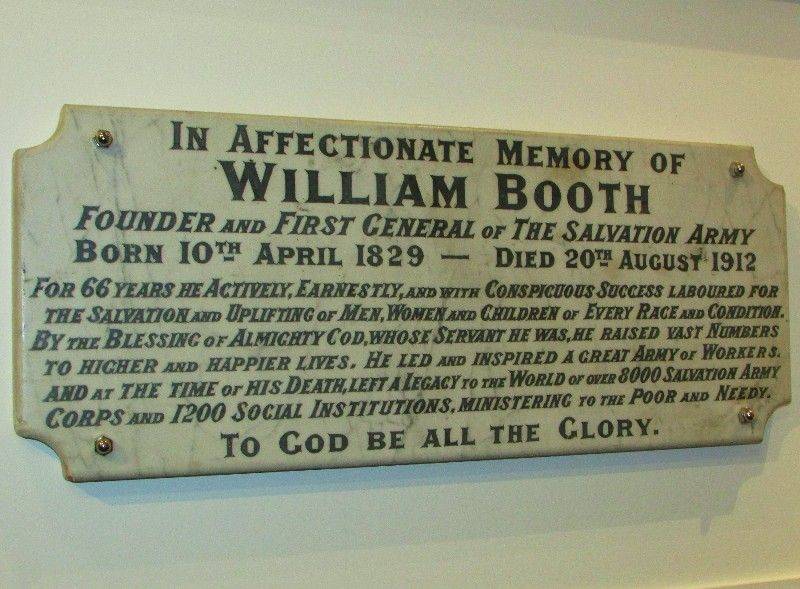 IN AFFECTIONATE MEMORY OF
WILLIAM BOOTH
FOUNDER AND FIRST GENERAL OF THE SALVATION ARMY
BORN 10TH APRIL 1829 — DIED 20TH AUGUST 1912
FOR 66 YEARS HE ACTIVELY, EARNESTLY, AND WITH CONSPICUOUS SUCCESS LABOURED FOR
THE SALVATION AND UPLIFTING OF MEN, WOMEN AND CHILDREN OF EVERY RACE AND CONDITION.
BY THE BLESSING OF ALMIGHTY GOD, WHOSE SERVANT HE WAS, HE RAISED VAST NUMBERS
TO HIGHER AND HAPPIER LIVES. HE LED AND INSPIRED A GREAT ARMY OF WORKERS.
AND AT THE TIME OF HIS DEATH, LEFT A LEGACY TO THE WORLD OF OVER 8000 SALVATION ARMY
CORPS AND 1200 SOCIAL INSTITUTIONS, MINISTERING TO THE POOR AND NEEDY.
TO GOD BE ALL THE GLORY.